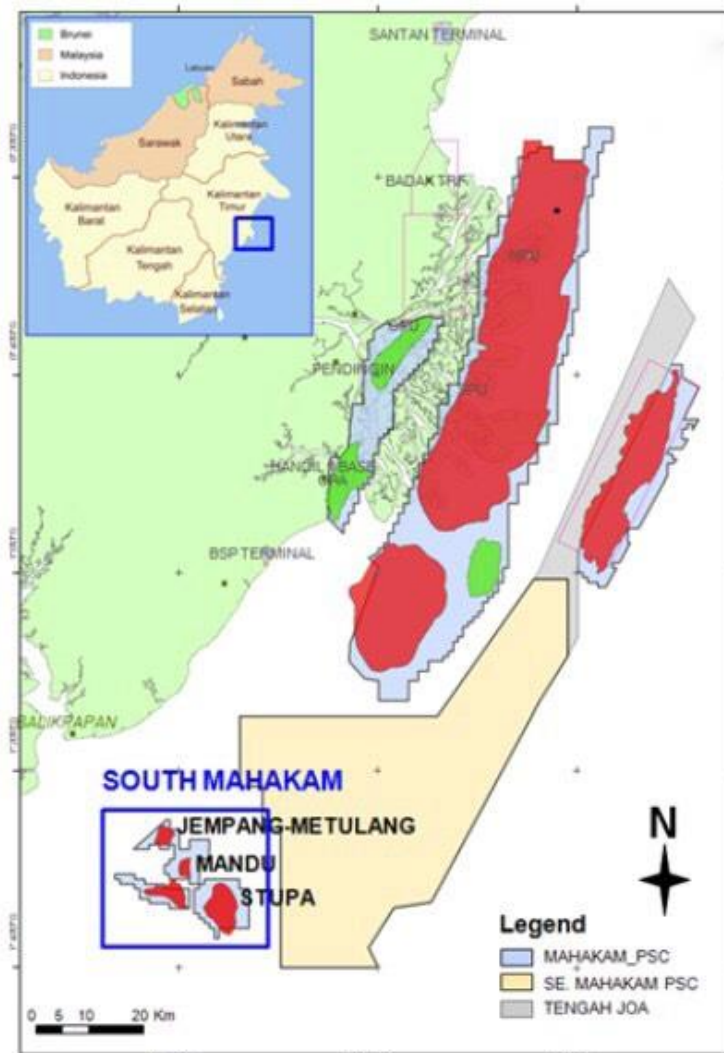 Brunei
Malaysia
Indonesia
Labuan
Sabah
Sarawak
Kalimantan
Utara
Kalimantan
Timur
Kalimantan
Barat
Kalimantan
Tengah
Kalimantan
Selatan
SANTAN TERMINAL
BADAK TRF
PENDINGIN
HANDIL II BASE
BSP TERMINAL
BALIKPAPAN
SOUTH MAHAKAM
JEMPANG-METULANG
MANDU
STUPA
N
Legend
MAHAKAM_PSC
SE. MAHAKAM PSC
TENGAH JOA
0 5 10 20 Km